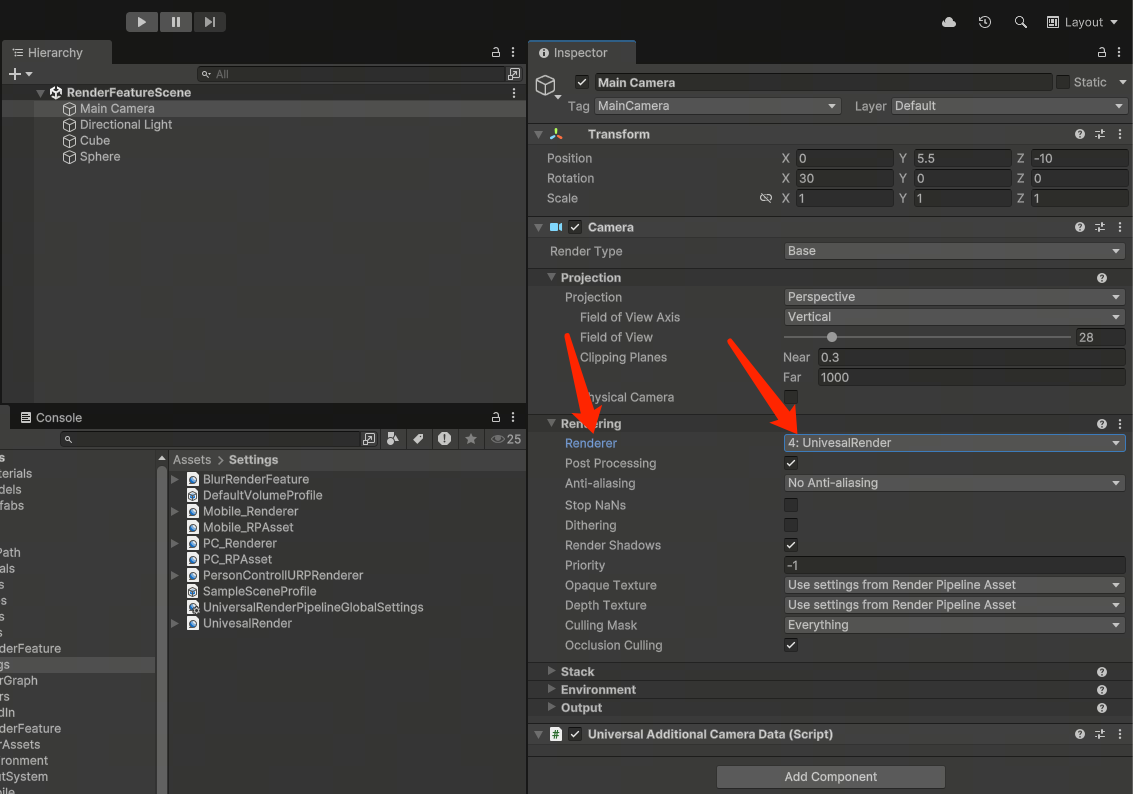 Layout
Hierarchy
All
RenderFeatureScene
Main Camera
Directional Light
Cube
Sphere
Console
25
s
terials
dels
fabs
Path
als
s
s
s
s
derFeature
gs
rGraph
rs
dIn
derFeature
rAssets
ronment
utSystem
Assets > Settings
BlurRenderFeature
DefaultVolumeProfile
Mobile_Renderer
Mobile_RPAsset
PC_Renderer
PC_RPAsset
PersonControllURPRenderer
SampleSceneProfile
UniversalRenderPipelineGlobalSettings
UnivesalRender
Inspector
Main Camera
Static
Tag MainCamera Layer Default
Transform
Position X 0 Y 5.5 Z -10
Rotation X 30 Y 0 Z 0
Scale X 1 Y 1 Z 1
Camera
Render Type Base
Projection
Projection Perspective
Field of View Axis Vertical
Field of View 28
Clipping Planes Near 0.3
Far 1000
hysical Camera
Rendering
Renderer 4: UnivesalRender
Post Processing
Anti-aliasing No Anti-aliasing
Stop NaNs
Dithering
Render Shadows
Priority -1
Opaque Texture Use settings from Render Pipeline Asset
Depth Texture Use settings from Render Pipeline Asset
Culling Mask Everything
Occlusion Culling
Stack
Environment
Output
# Universal Additional Camera Data (Script)
Add Component